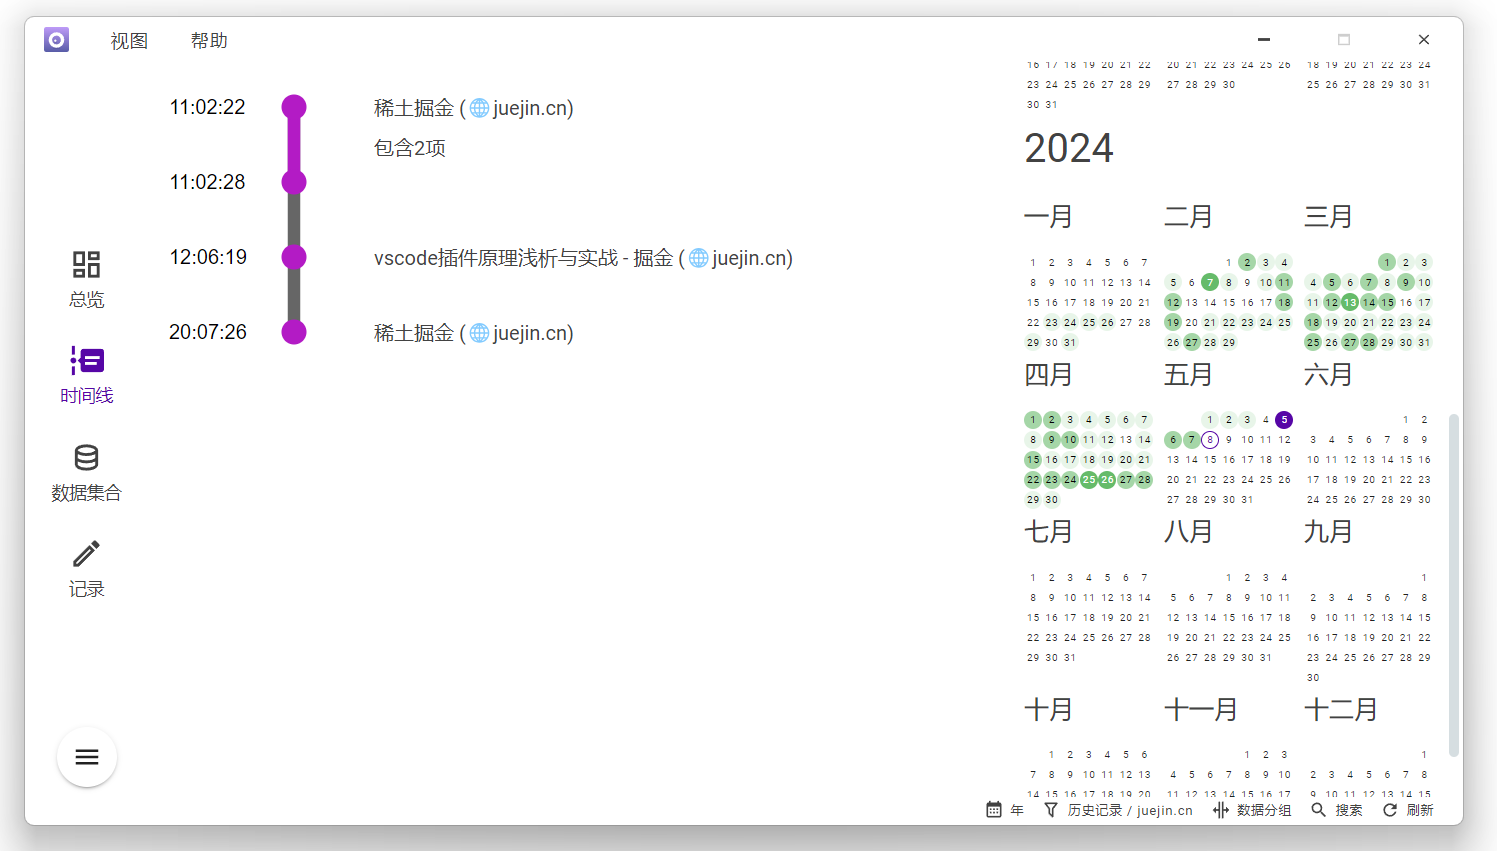 视图 帮助
11:02:22 稀土掘金 (juejin.cn)
包含2项
11:02:28
12:06:19 vscode插件原理浅析与实战 - 掘金 (juejin.cn)
20:07:26 稀土掘金 (juejin.cn)
总览
时间线
数据集合
记录
16 17 18 19 20 21 22 20 21 22 23 24 25 26 18 19 20 21 22 23 24
23 24 25 26 27 28 29 27 28 29 30 25 26 27 28 29 30 31
30 31
2024
一月 二月 三月
1 2 3 4 5 6 7 1 2 3 4 1 2 3
8 9 10 11 12 13 14 5 6 7 8 9 10 11 4 5 6 7 8 9 10
15 16 17 18 19 20 21 12 13 14 15 16 17 18 11 12 13 14 15 16 17
22 23 24 25 26 27 28 19 20 21 22 23 24 25 18 19 20 21 22 23 24
29 30 31 26 27 28 29 25 26 27 28 29 30 31
四月 五月 六月
1 2 3 4 5 6 7 1 2 3 4 5 1 2
8 9 10 11 12 13 14 6 7 8 9 10 11 12 3 4 5 6 7 8 9
15 16 17 18 19 20 21 13 14 15 16 17 18 19 10 11 12 13 14 15 16
22 23 24 25 26 27 28 20 21 22 23 24 25 26 17 18 19 20 21 22 23
29 30 27 28 29 30 31 24 25 26 27 28 29 30
七月 八月 九月
1 2 3 4 5 6 7 1 2 3 4 1
8 9 10 11 12 13 14 5 6 7 8 9 10 11 2 3 4 5 6 7 8
15 16 17 18 19 20 21 12 13 14 15 16 17 18 9 10 11 12 13 14 15
22 23 24 25 26 27 28 19 20 21 22 23 24 25 16 17 18 19 20 21 22
29 30 31 26 27 28 29 30 31 23 24 25 26 27 28 29
30
十月 十一月 十二月
1 2 3 4 5 6 1 2 3 1
7 8 9 10 11 12 13 4 5 6 7 8 9 10 2 3 4 5 6 7 8
14 15 16 17 18 19 20 11 12 13 14 15 16 17 9 10 11 12 13 14 15
年 历史记录 / juejin.cn 数据分组 搜索 刷新